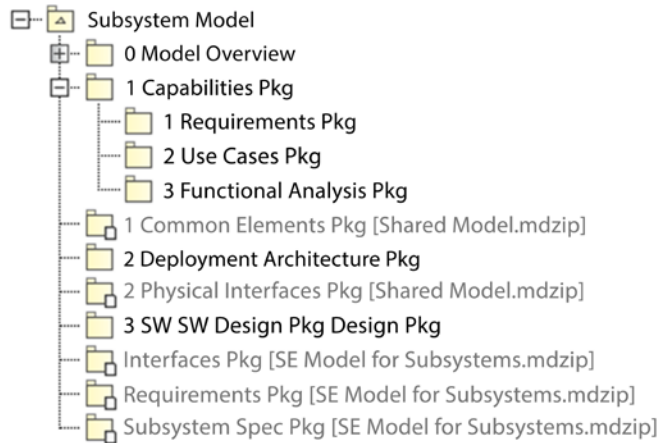 Subsystem Model
0 Model Overview
1 Capabilities Pkg
1 Requirements Pkg
2 Use Cases Pkg
3 Functional Analysis Pkg
1 Common Elements Pkg [Shared Model.mdzip]
2 Deployment Architecture Pkg
2 Physical Interfaces Pkg [Shared Model.mdzip]
3 SW SW Design Pkg Design Pkg
Interfaces Pkg [SE Model for Subsystems.mdzip]
Requirements Pkg [SE Model for Subsystems.mdzip]
Subsystem Spec Pkg [SE Model for Subsystems.mdzip]